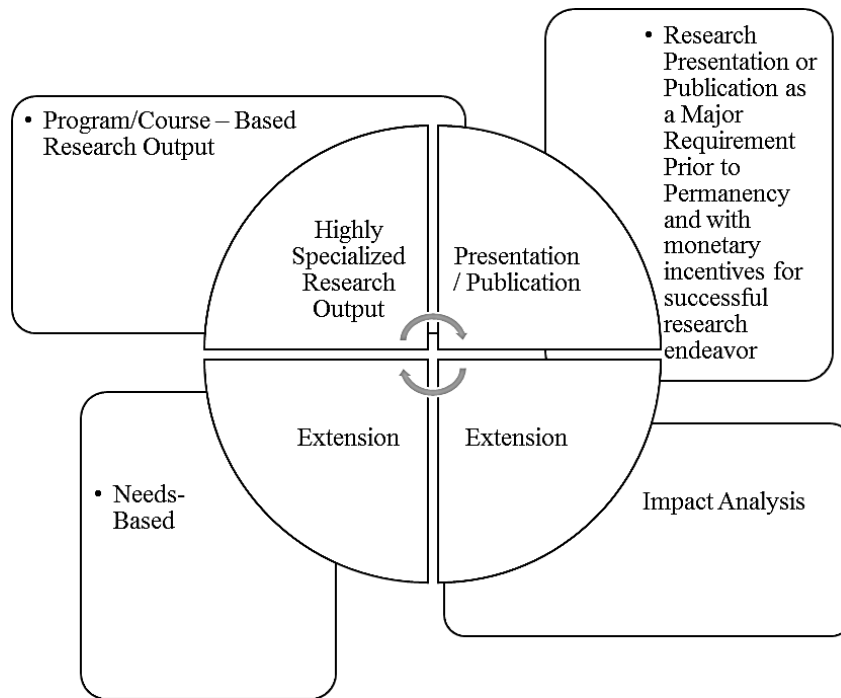 • Program/Course – Based
Research Output
• Research
Presentation or
Publication as
a Major
Requirement
Prior to
Permanency
and with
monetary
incentives for
successful
research
endeavor
Highly
Specialized
Research
Output
Presentation
/ Publication
Extension
Extension
• Needs-
Based
Impact Analysis